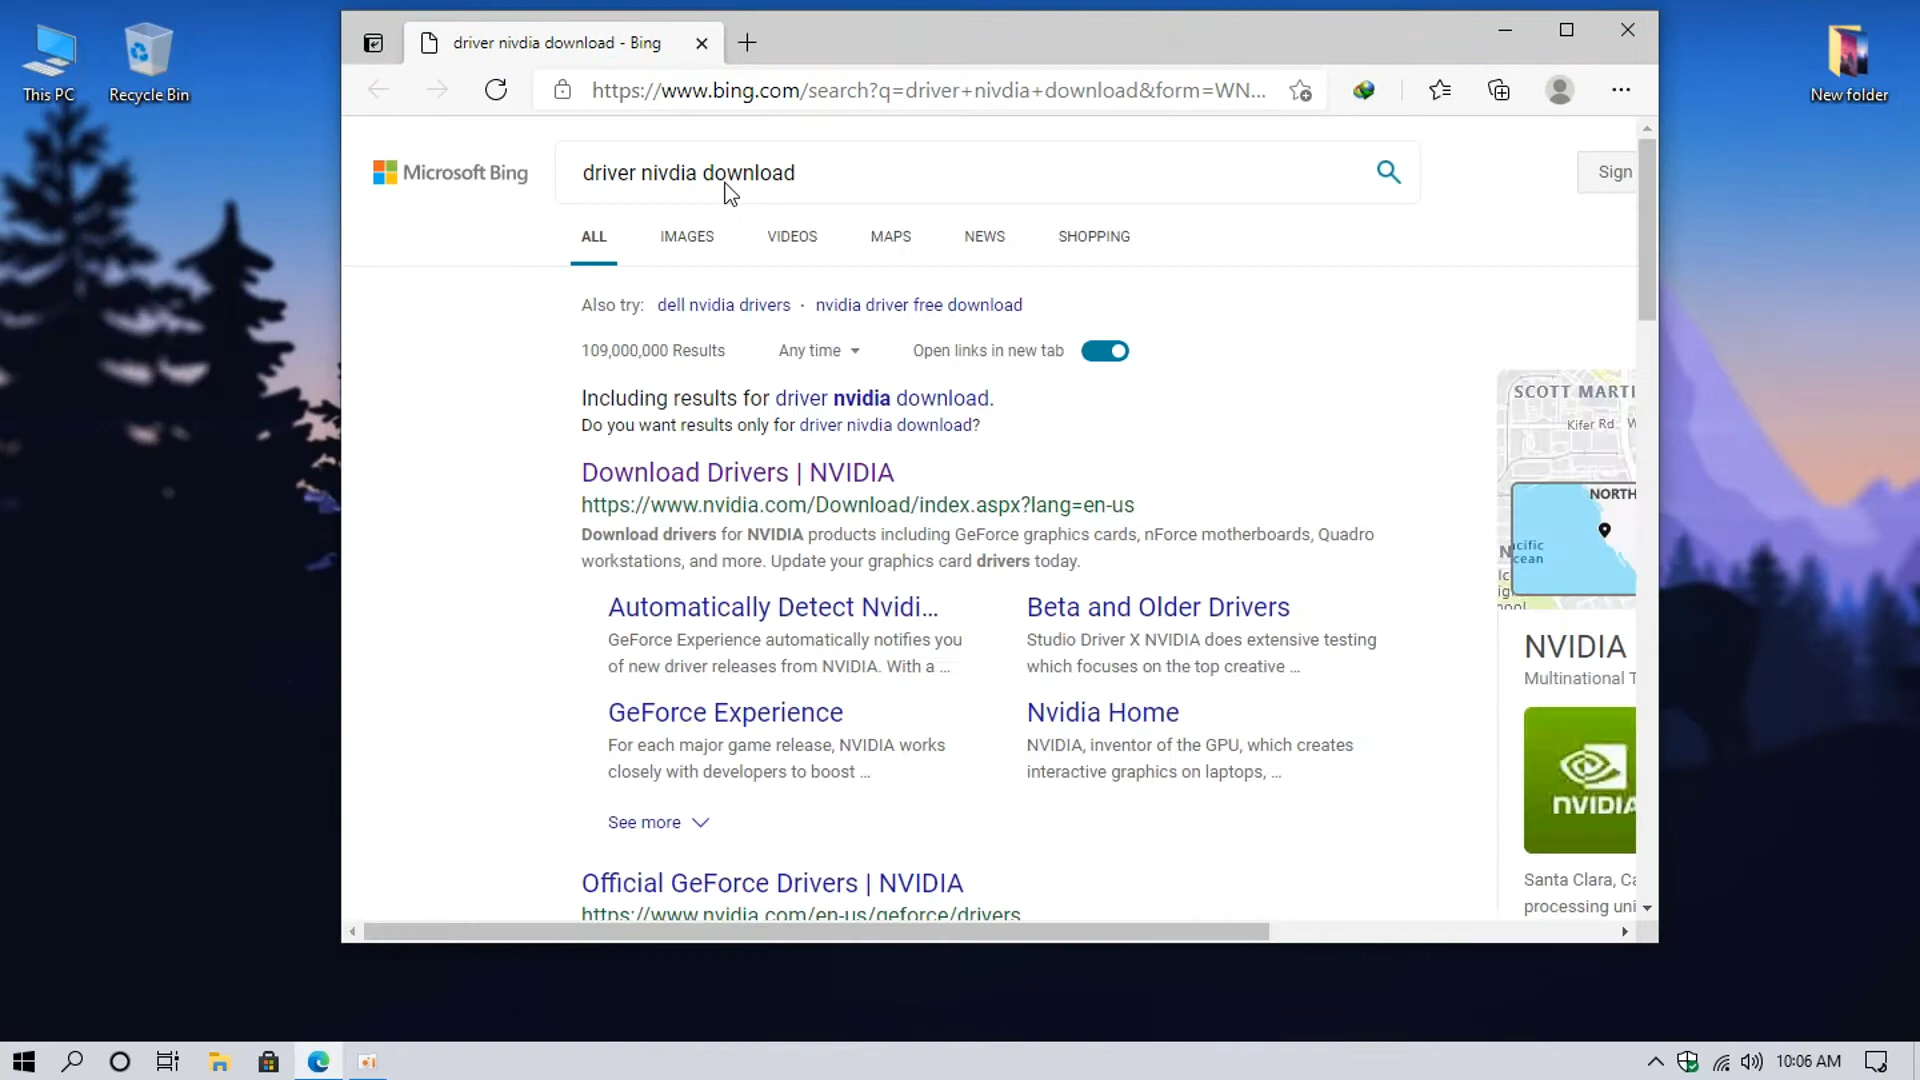 This PC
Recycle Bin
New folder
driver nivdia download - Bing
https://www.bing.com/search?q=driver+nivdia+download&form=WN...
Microsoft Bing
driver nivdia download
Sign
ALL
IMAGES
VIDEOS
MAPS
NEWS
SHOPPING
Also try: dell nvidia drivers · nvidia driver free download
109,000,000 Results
Any time
Open links in new tab
Including results for driver nvidia download.
Do you want results only for driver nivdia download?
Download Drivers | NVIDIA
https://www.nvidia.com/Download/index.aspx?lang=en-us
Download drivers for NVIDIA products including GeForce graphics cards, nForce motherboards, Quadro
workstations, and more. Update your graphics card drivers today.
Automatically Detect Nvidi...
GeForce Experience automatically notifies you
of new driver releases from NVIDIA. With a ...
Beta and Older Drivers
Studio Driver X NVIDIA does extensive testing
which focuses on the top creative ...
GeForce Experience
For each major game release, NVIDIA works
closely with developers to boost ...
Nvidia Home
NVIDIA, inventor of the GPU, which creates
interactive graphics on laptops, ...
See more
Official GeForce Drivers | NVIDIA
https://www.nvidia.com/en-us/geforce/drivers
SCOTT MARTI
Kifer Rd
NORTH
acific
cean
NVIDIA
Multinational T
NVIDIA
Santa Clara, Ca
processing uni
10:06 AM